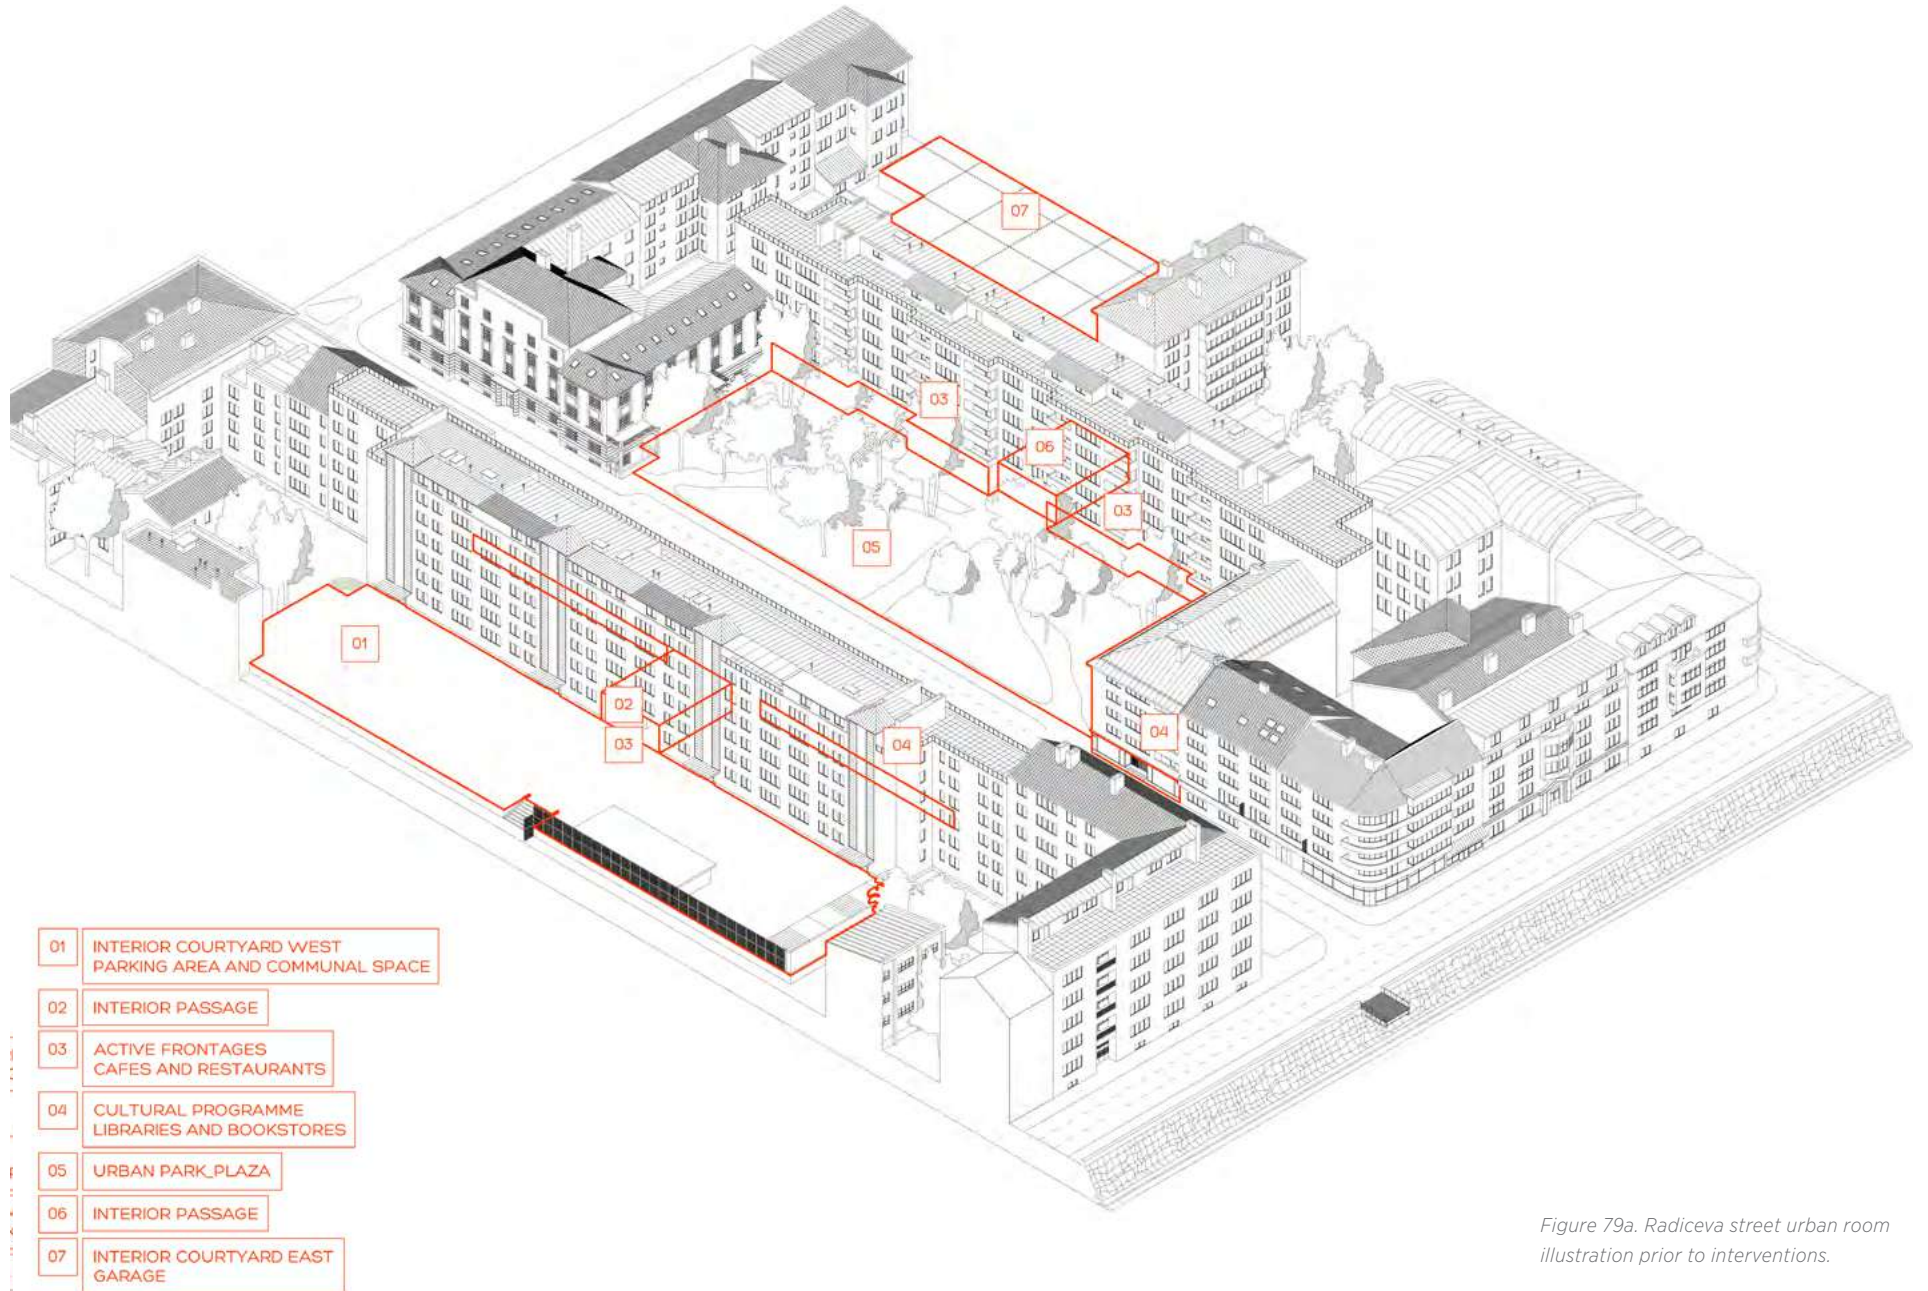 07
03
06
03
05
01
02
04
03
04
01 INTERIOR COURTYARD WEST
PARKING AREA AND COMMUNAL SPACE
02 INTERIOR PASSAGE
03 ACTIVE FRONTAGES
CAFES AND RESTAURANTS
04 CULTURAL PROGRAMME
LIBRARIES AND BOOKSTORES
05 URBAN PARK_PLAZA
06 INTERIOR PASSAGE
07 INTERIOR COURTYARD EAST
GARAGE
Figure 79a. Radiceva street urban room
illustration prior to interventions.